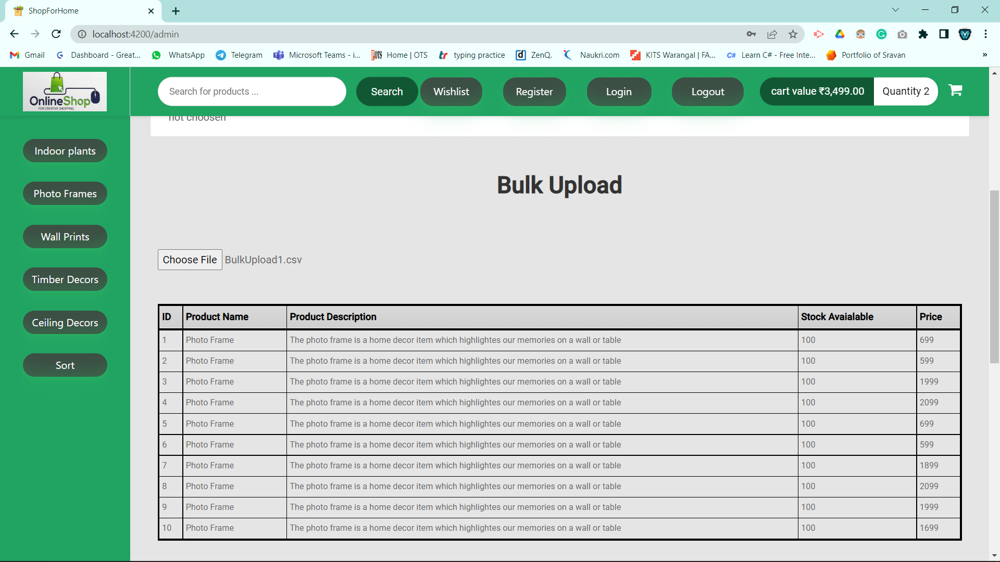 ShopForHome
localhost:4200/admin
Gmail Dashboard - Great... WhatsApp Telegram Microsoft Teams - i... OTS Home | OTS tr typing practice d ZenQ. Naukri.com KITS Warangal | FA... C# Learn C# - Free Inte... Portfolio of Sravan »
OnlineShop
FOR CREATIVE SHOPPING
Search for products ... Search Wishlist Register Login Logout cart value ₹3,499.00 Quantity 2
not choosen
Indoor plants
Photo Frames
Wall Prints
Timber Decors
Ceiling Decors
Sort
Bulk Upload
Choose File BulkUpload1.csv
ID Product Name Product Description Stock Avaialable Price
1 Photo Frame The photo frame is a home decor item which highlightes our memories on a wall or table 100 699
2 Photo Frame The photo frame is a home decor item which highlightes our memories on a wall or table 100 599
3 Photo Frame The photo frame is a home decor item which highlightes our memories on a wall or table 100 1999
4 Photo Frame The photo frame is a home decor item which highlightes our memories on a wall or table 100 2099
5 Photo Frame The photo frame is a home decor item which highlightes our memories on a wall or table 100 699
6 Photo Frame The photo frame is a home decor item which highlightes our memories on a wall or table 100 599
7 Photo Frame The photo frame is a home decor item which highlightes our memories on a wall or table 100 1899
8 Photo Frame The photo frame is a home decor item which highlightes our memories on a wall or table 100 2099
9 Photo Frame The photo frame is a home decor item which highlightes our memories on a wall or table 100 1999
10 Photo Frame The photo frame is a home decor item which highlightes our memories on a wall or table 100 1699